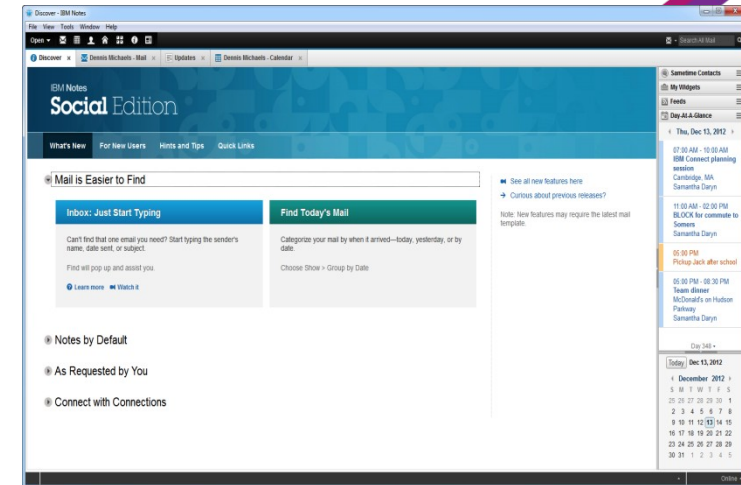 Discover - IBM Notes
File View Tools Window Help
Open
Search All Mail
Discover × Dennis Michaels - Mail × Updates × Dennis Michaels - Calendar ×
IBM Notes
Social Edition
What's New For New Users Hints and Tips Quick Links
Mail is Easier to Find
Inbox: Just Start Typing
Can't find that one email you need? Start typing the sender's
name, date sent, or subject.
Find will pop up and assist you.
Learn more Watch it
Find Today's Mail
Categorize your mail by when it arrived—today, yesterday, or by
date.
Choose Show > Group by Date
See all new features here
Curious about previous releases?
Note: New features may require the latest mail
template.
Notes by Default
As Requested by You
Connect with Connections
Sametime Contacts
My Widgets
Feeds
Day-At-A-Glance
Thu, Dec 13, 2012
07:00 AM - 10:00 AM
IBM Connect planning
session
Cambridge, MA
Samantha Daryn
11:00 AM - 02:00 PM
BLOCK for commute to
Somers
Samantha Daryn
05:00 PM
Pickup Jack after school
05:00 PM - 08:30 PM
Team dinner
McDonald's on Hudson
Parkway
Samantha Daryn
Day 348
Today Dec 13, 2012
December 2012
S M T W T F S
25 26 27 28 29 30 1
2 3 4 5 6 7 8
9 10 11 12 13 14 15
16 17 18 19 20 21 22
23 24 25 26 27 28 29
30 31 1 2 3 4 5
Online